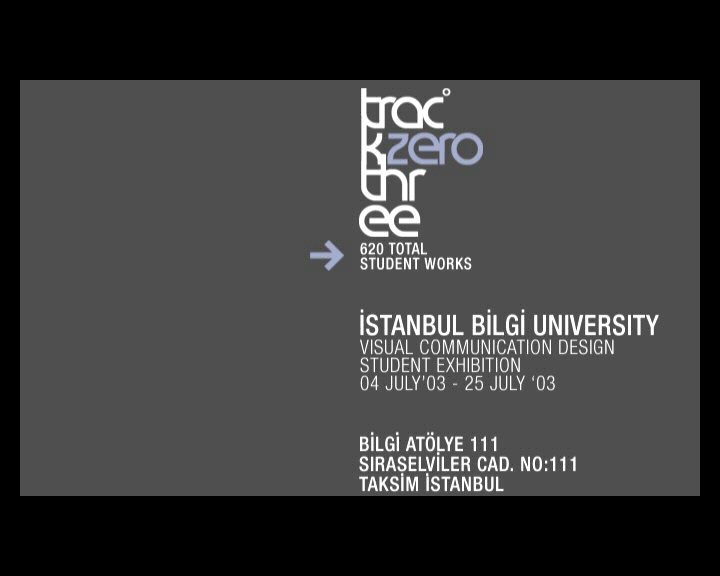 trac°
kzero
thr
ee
620 TOTAL
STUDENT WORKS
İSTANBUL BİLGİ UNIVERSITY
VISUAL COMMUNICATION DESIGN
STUDENT EXHIBITION
04 JULY'03 - 25 JULY ‘03
BİLGİ ATÖLYE 111
SIRASELVİLER CAD. NO:111
TAKSİM İSTANBUL